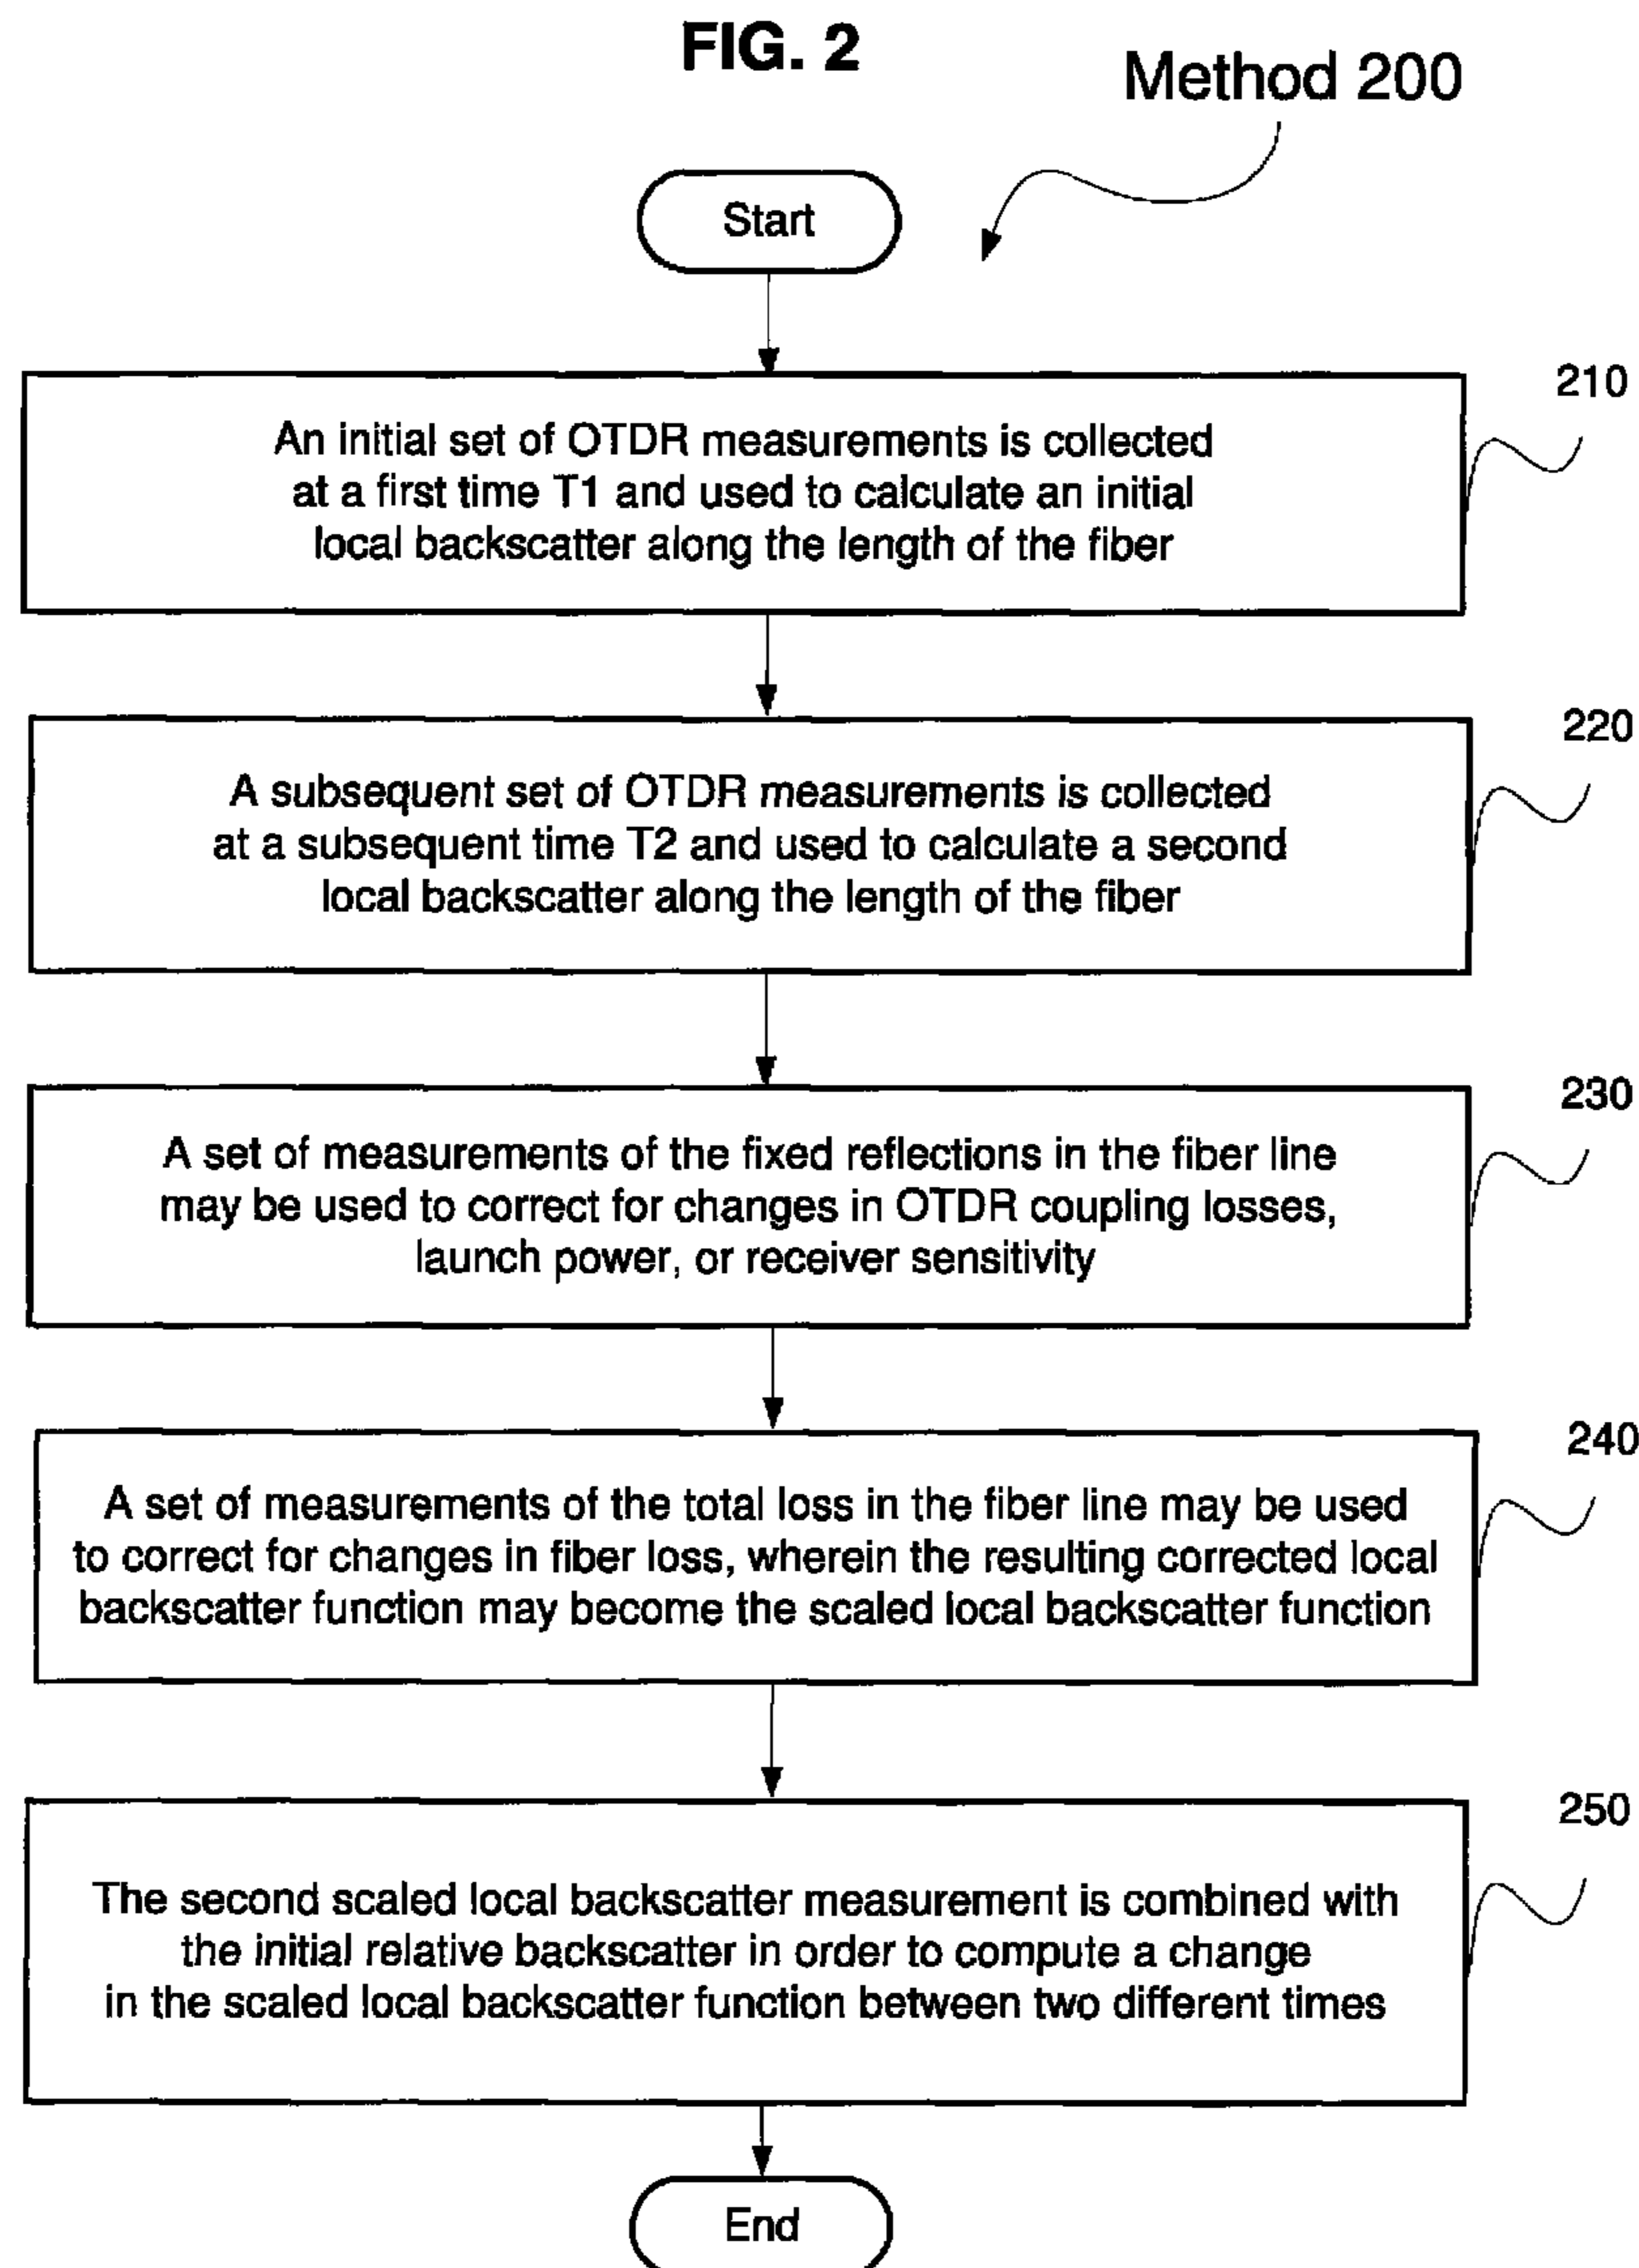 FIG. 2
Method 200
Start
210
An initial set of OTDR measurements is collected
at a first time T1 and used to calculate an initial
local backscatter along the length of the fiber
220
A subsequent set of OTDR measurements is collected
at a subsequent time T2 and used to calculate a second
local backscatter along the length of the fiber
230
A set of measurements of the fixed reflections in the fiber line
may be used to correct for changes in OTDR coupling losses,
launch power, or receiver sensitivity
240
A set of measurements of the total loss in the fiber line may be used
to correct for changes in fiber loss, wherein the resulting corrected local
backscatter function may become the scaled local backscatter function
250
The second scaled local backscatter measurement is combined with
the initial relative backscatter in order to compute a change
in the scaled local backscatter function between two different times
End